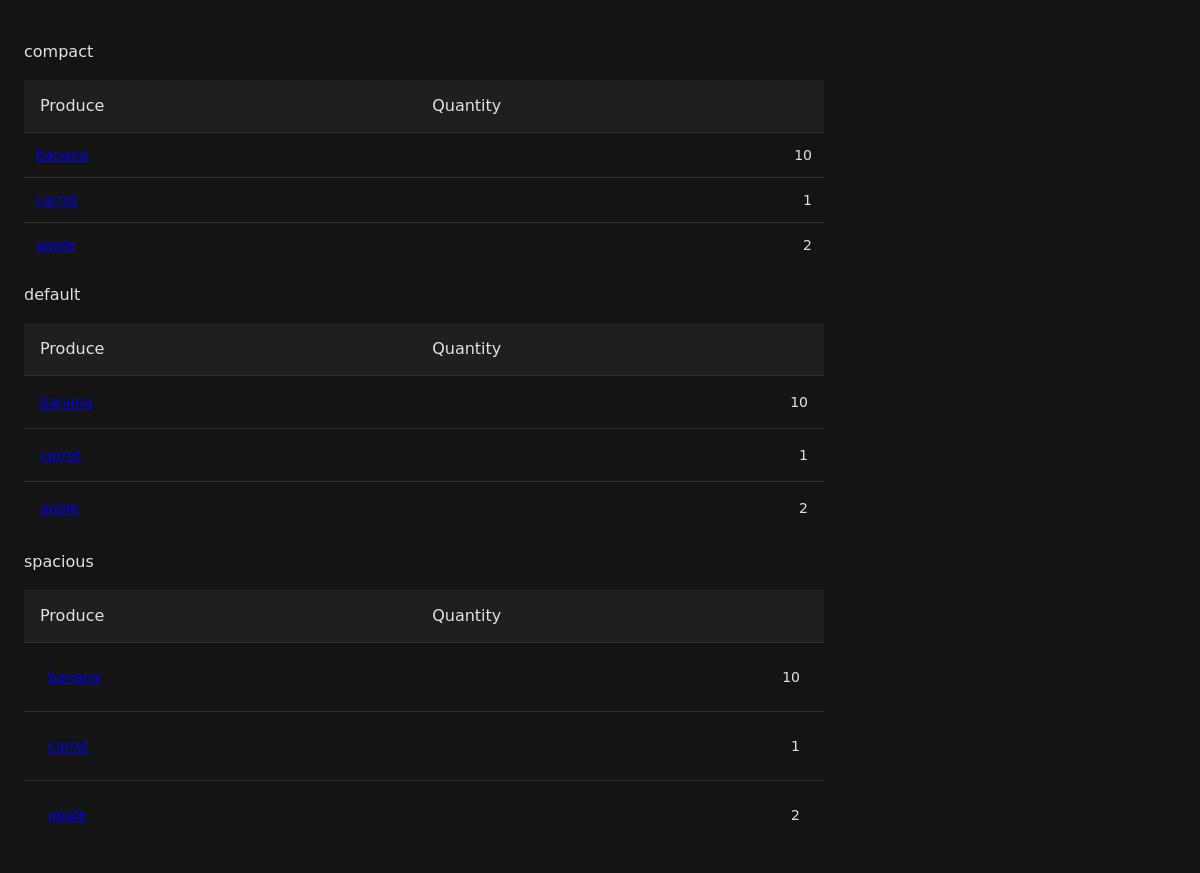 compact
Produce Quantity
banana 10
carrot 1
apple 2
default
Produce Quantity
banana 10
carrot 1
apple 2
spacious
Produce Quantity
banana 10
carrot 1
apple 2